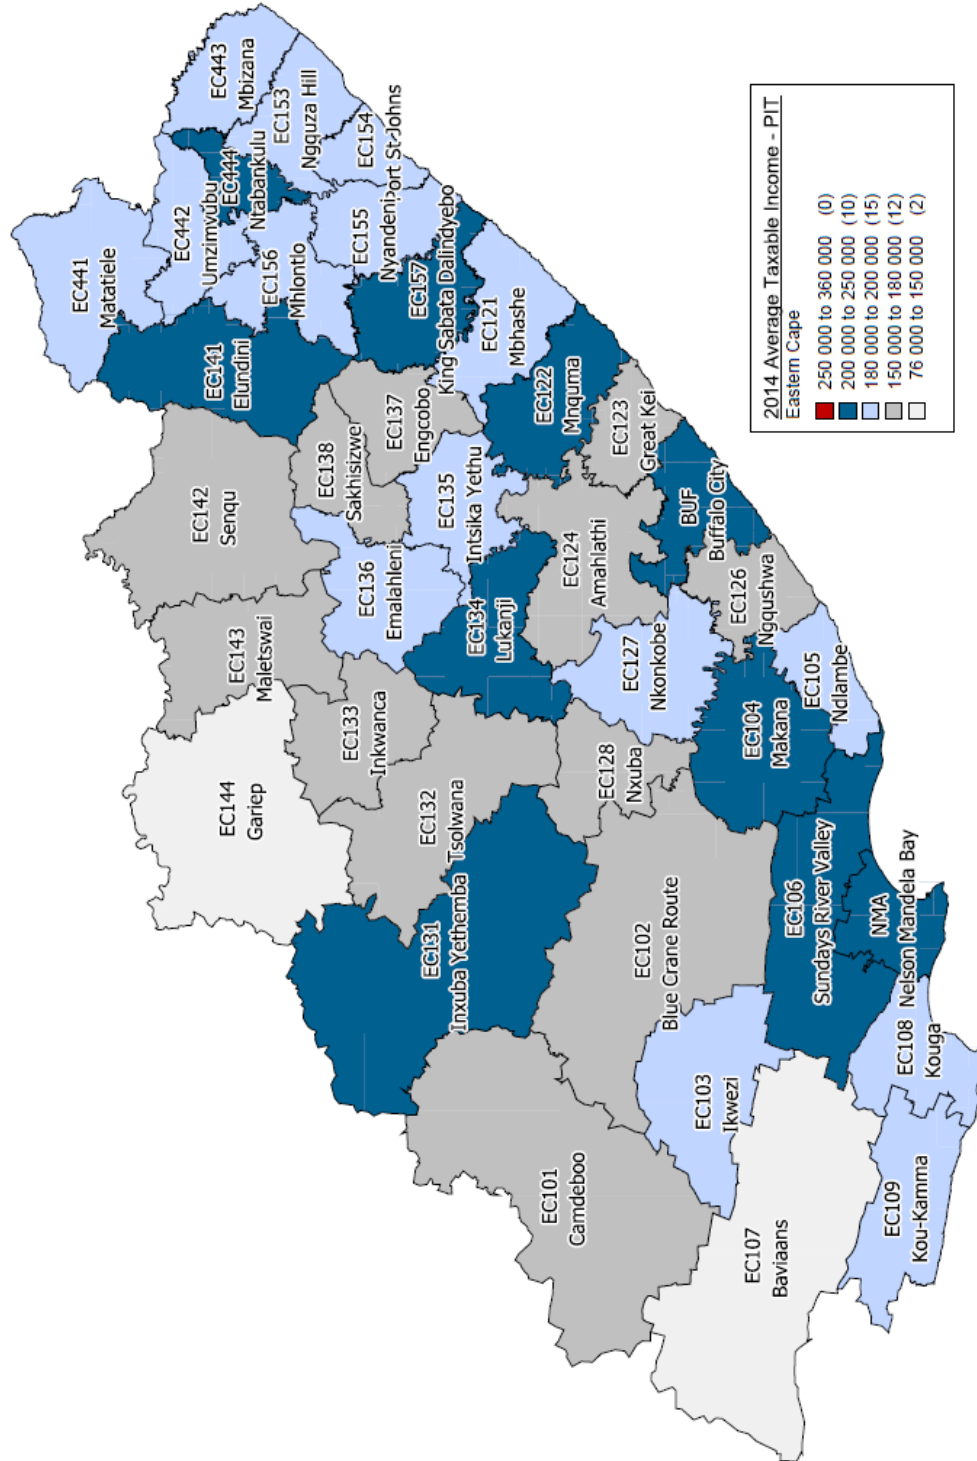 EC441
Matatiele
EC443
Mbizana
EC442
Umzimvubu
EC444
Ntabankulu
EC153
Ngquza Hill
EC154
Port St Johns
EC156
Mhlontlo
EC155
Nyandeni
EC141
Elundini
EC157
King Sabata Dalindyebo
EC142
Senqu
EC138
Sakhisizwe
EC137
Engcobo
EC121
Mbhashe
EC143
Maletswai
EC136
Emalahleni
EC135
Intsika Yethu
EC122
Mnquma
EC144
Gariep
EC133
Inkwanca
EC134
Lukanji
EC124
Amahlathi
EC123
Great Kei
EC132
Tsolwana
EC131
Inxuba Yethemba
EC128
Nxuba
EC127
Nkonkobe
BUF
Buffalo City
EC126
Ngqushwa
EC101
Camdeboo
EC102
Blue Crane Route
EC104
Makana
EC105
Ndlambe
EC103
Ikwezi
EC106
Sundays River Valley
NMA
Nelson Mandela Bay
EC107
Baviaans
EC108
Kouga
EC109
Kou-Kamma
2014 Average Taxable Income - PIT
Eastern Cape
250 000 to 360 000 (0)
200 000 to 250 000 (10)
180 000 to 200 000 (15)
150 000 to 180 000 (12)
76 000 to 150 000 (2)